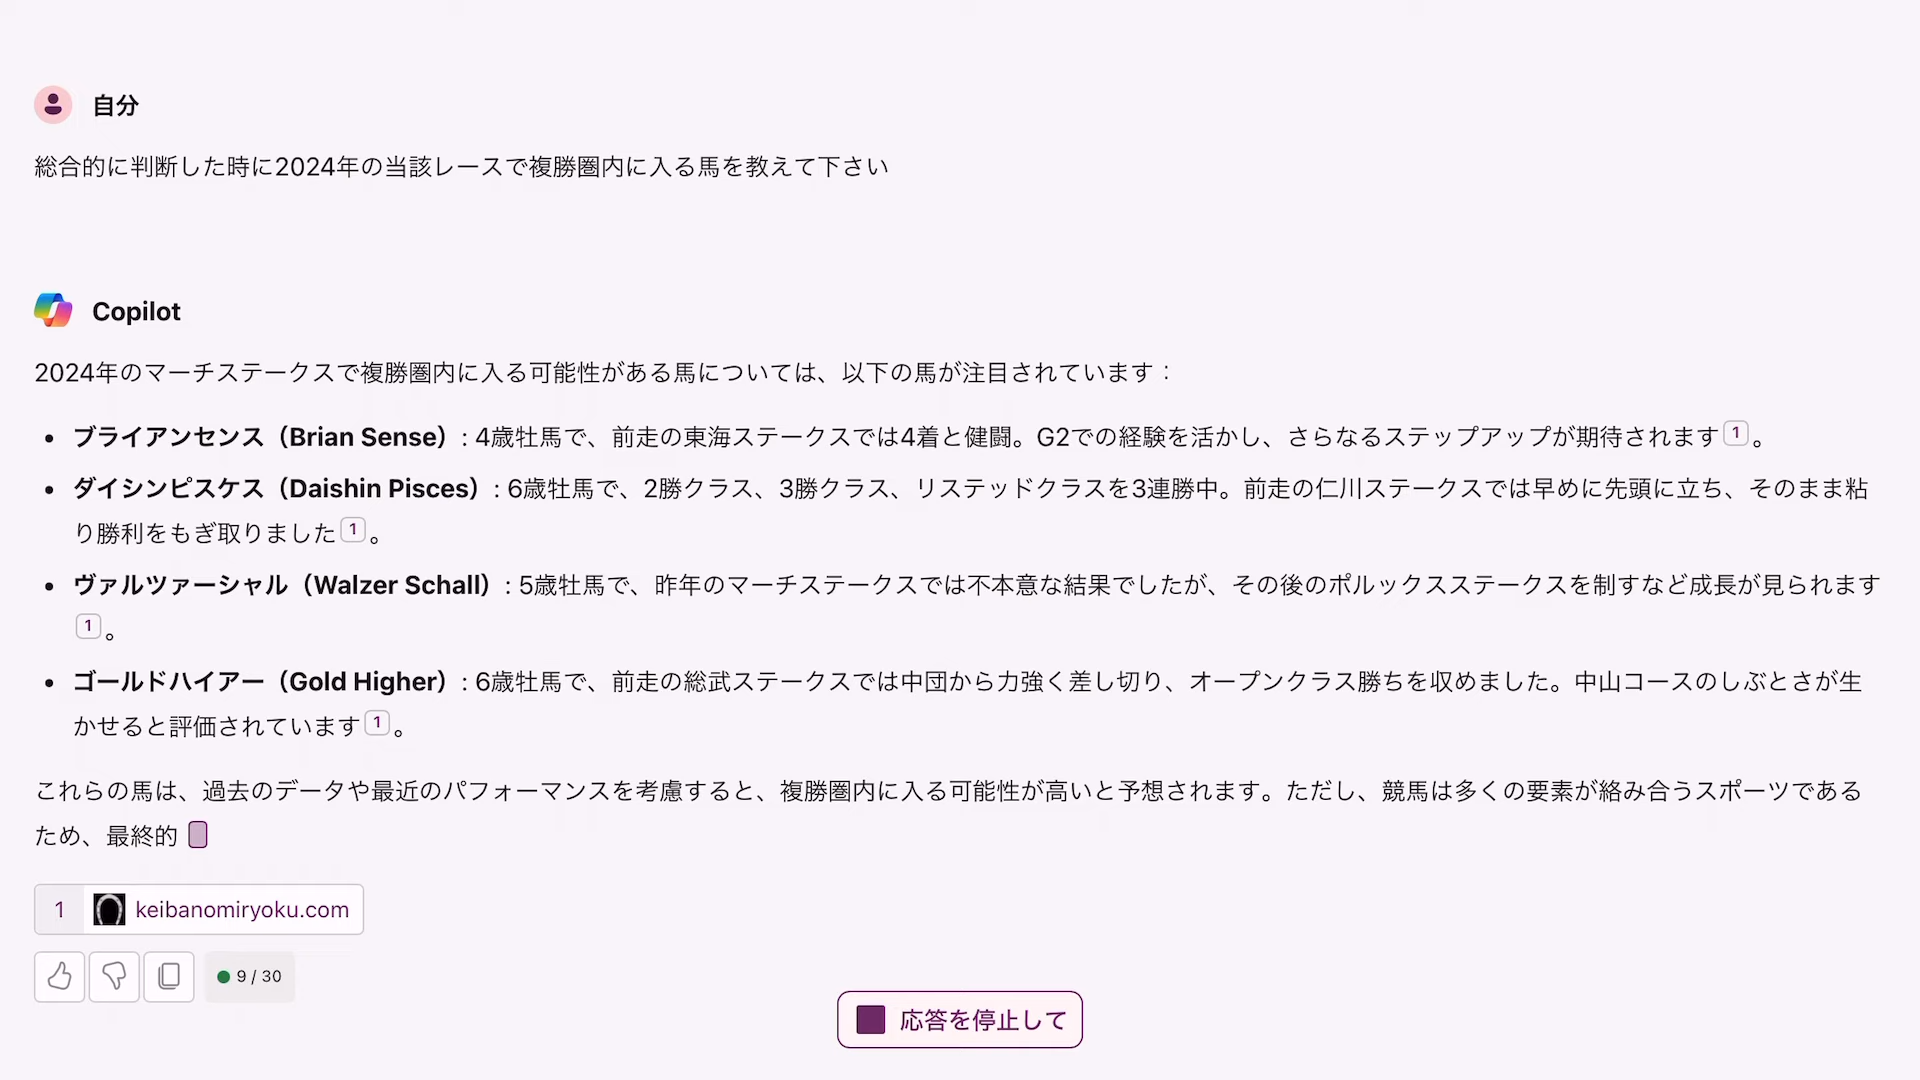 自分
総合的に判断した時に2024年の当該レースで複勝圏内に入る馬を教えて下さい
Copilot
2024年のマーチステークスで複勝圏内に入る可能性がある馬については、以下の馬が注目されています：
• ブライアンセンス（Brian Sense）: 4歳牡馬で、前走の東海ステークスでは4着と健闘。G2での経験を活かし、さらなるステップアップが期待されます 1 。
• ダイシンピスケス（Daishin Pisces）: 6歳牡馬で、2勝クラス、3勝クラス、リステッドクラスを3連勝中。前走の仁川ステークスでは早めに先頭に立ち、そのまま粘
り勝利をもぎ取りました 1 。
• ヴァルツァーシャル（Walzer Schall）: 5歳牡馬で、昨年のマーチステークスでは不本意な結果でしたが、その後のポルックスステークスを制すなど成長が見られます
1 。
• ゴールドハイアー（Gold Higher）: 6歳牡馬で、前走の総武ステークスでは中団から力強く差し切り、オープンクラス勝ちを収めました。中山コースのしぶとさが生
かせると評価されています 1 。
これらの馬は、過去のデータや最近のパフォーマンスを考慮すると、複勝圏内に入る可能性が高いと予想されます。ただし、競馬は多くの要素が絡み合うスポーツである
ため、最終的
1 keibanomiryoku.com
9 / 30
応答を停止して